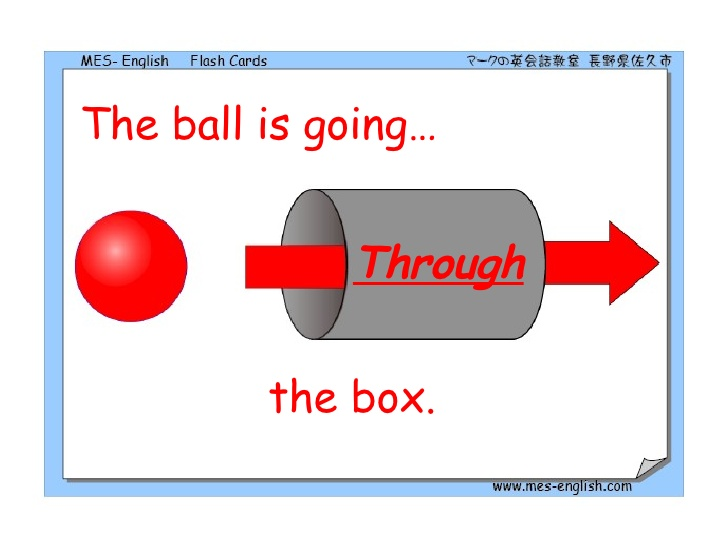 MES- English Flash Cards マークの英会話教室 長野県佐久市
The ball is going…
Through
the box.
www.mes-english.com